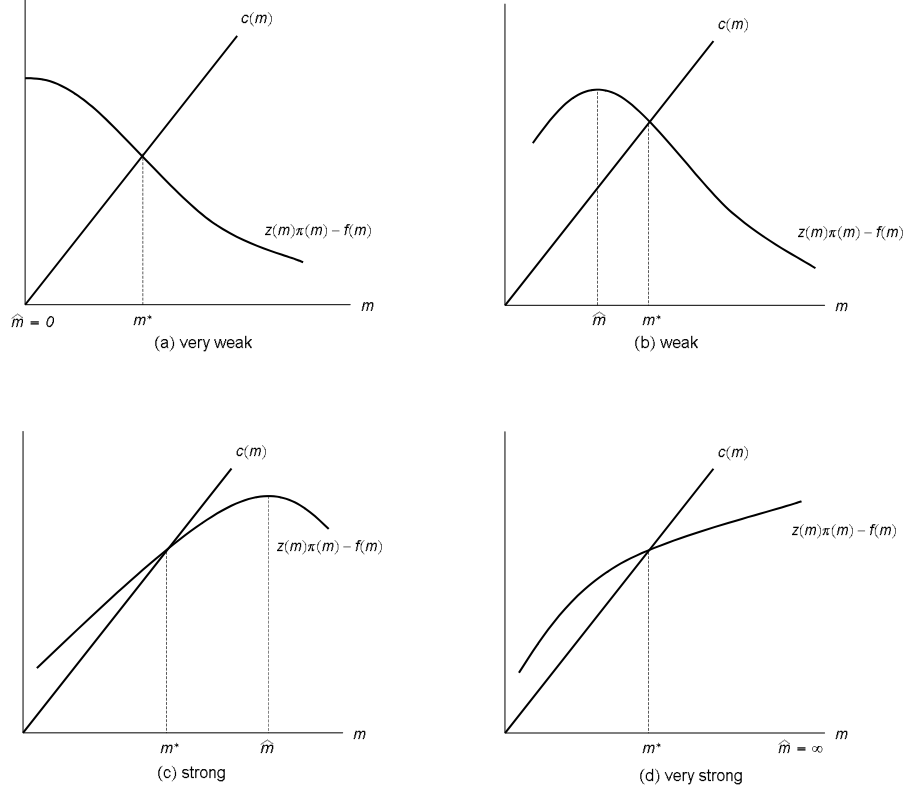 c(m)
z(m)π(m) – f(m)
m
m̂ = 0
m*
(a) very weak
c(m)
z(m)π(m) – f(m)
m
m̂
m*
(b) weak
c(m)
z(m)π(m) – f(m)
m
m*
m̂
(c) strong
c(m)
z(m)π(m) – f(m)
m
m*
m̂ = ∞
(d) very strong